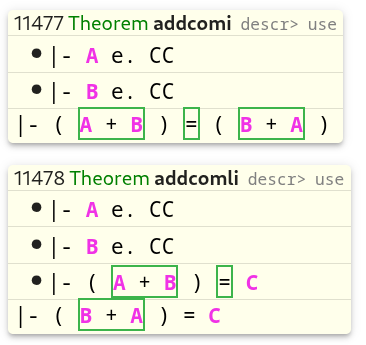 11477 Theorem addcomi descr> use
• |- A e. CC
• |- B e. CC
|- ( A + B ) = ( B + A )
11478 Theorem addcomli descr> use
• |- A e. CC
• |- B e. CC
• |- ( A + B ) = C
|- ( B + A ) = C